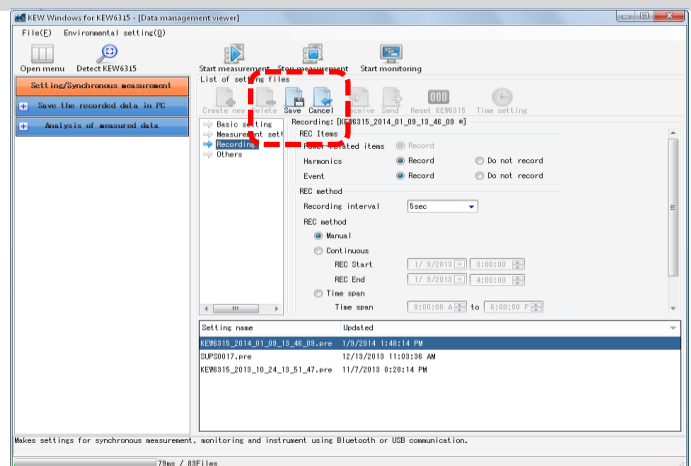 KEW Windows for KEW6315 - [Data management viewer]
File(F) Environmental setting(O)
Open menu Detect KEW6315 Start measurement Stop measurement Start monitoring
Setting/Synchronous measurement
Save the recorded data in PC
Analysis of measured data
List of setting files
Create new Delete Save Cancel Receive Send Reset KEW6315 Time setting
Basic setting
Measurement sett
Recording
Others
Recording: [KEW6315_2014_01_09_13_46_09 *]
REC Items
Power related items Record
Harmonics Record Do not record
Event Record Do not record
REC method
Recording interval 5sec
REC method
Manual
Continuous
REC Start 1/ 9/2013 3:08:00
REC End 1/ 9/2013 4:08:00
Time span
Time span 8:00:00 A to 6:00:00 P
Setting name Updated
KEW6315_2014_01_09_13_46_09.pre 1/9/2014 1:48:14 PM
SUPS0017.pre 12/13/2013 11:03:36 AM
KEW6315_2013_10_24_13_51_47.pre 11/7/2013 8:28:14 PM
Makes settings for synchronous measurement, monitoring and instrument using Bluetooth or USB communication.
79ms / 83Files